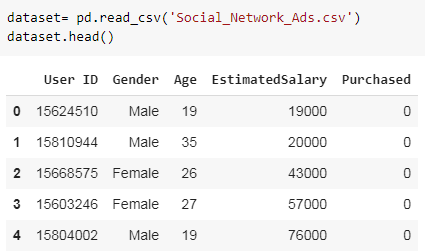 dataset= pd.read_csv('Social_Network_Ads.csv')
dataset.head()
User ID Gender Age EstimatedSalary Purchased
0 15624510 Male 19 19000 0
1 15810944 Male 35 20000 0
2 15668575 Female 26 43000 0
3 15603246 Female 27 57000 0
4 15804002 Male 19 76000 0